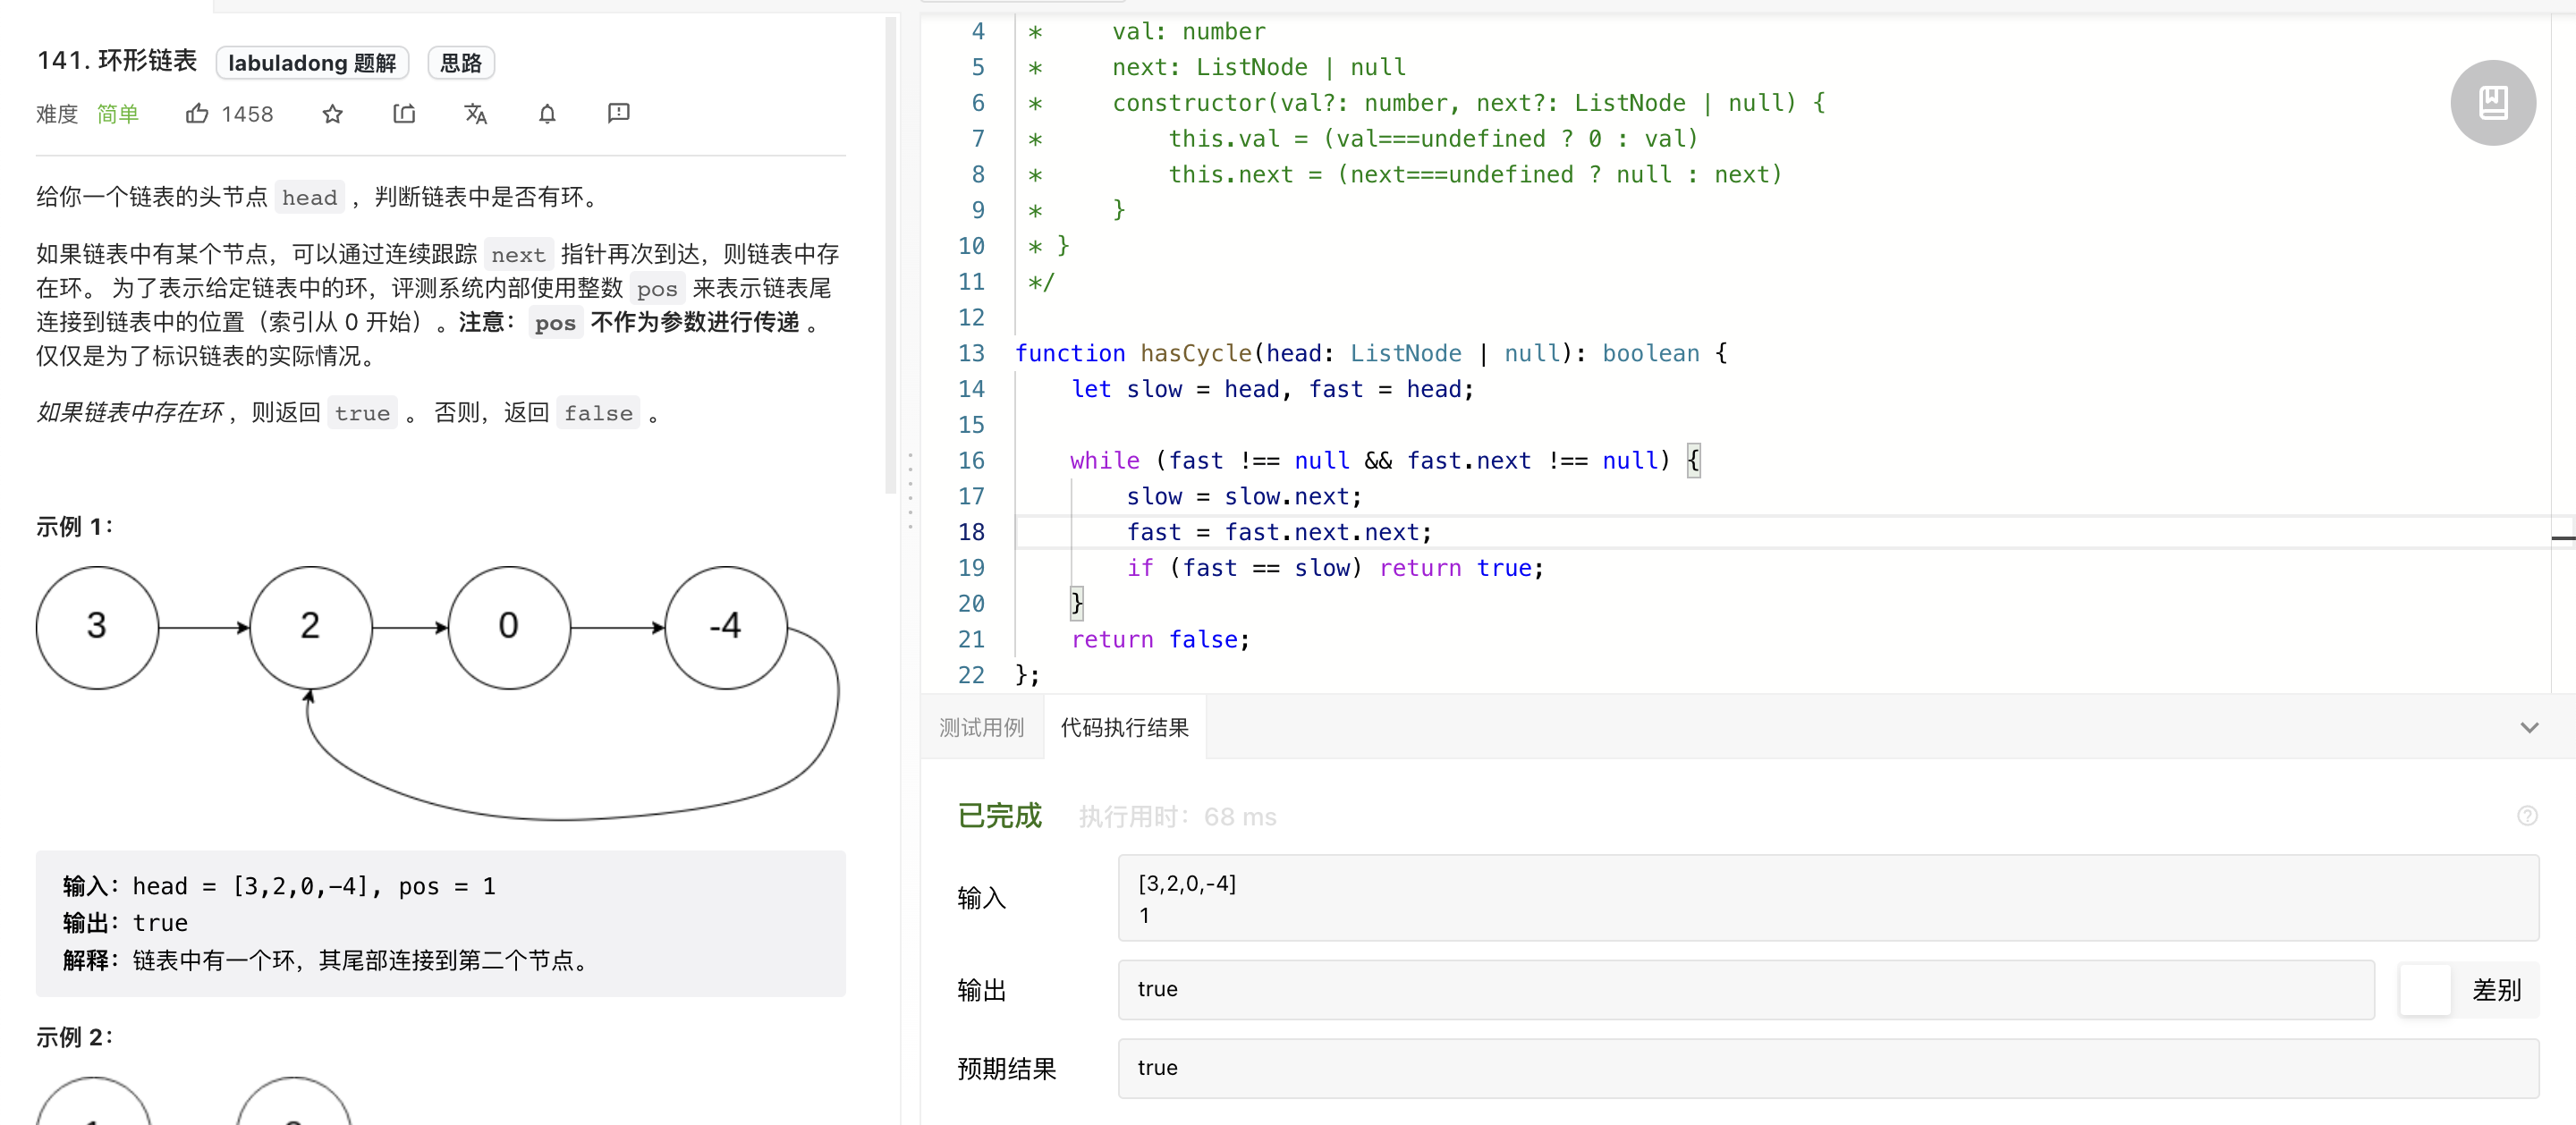 141. 环形链表 labuladong 题解 思路
难度 简单 1458
给你一个链表的头节点 head ，判断链表中是否有环。
如果链表中有某个节点，可以通过连续跟踪 next 指针再次到达，则链表中存
在环。 为了表示给定链表中的环，评测系统内部使用整数 pos 来表示链表尾
连接到链表中的位置（索引从 0 开始）。注意：pos 不作为参数进行传递 。
仅仅是为了标识链表的实际情况。
如果链表中存在环 ，则返回 true 。 否则，返回 false 。
示例 1：
3 2 0 -4
输入：head = [3,2,0,-4], pos = 1
输出：true
解释：链表中有一个环，其尾部连接到第二个节点。
示例 2：
4 *     val: number
5 *     next: ListNode | null
6 *     constructor(val?: number, next?: ListNode | null) {
7 *         this.val = (val===undefined ? 0 : val)
8 *         this.next = (next===undefined ? null : next)
9 *     }
10 * }
11 */
12
13 function hasCycle(head: ListNode | null): boolean {
14     let slow = head, fast = head;
15
16     while (fast !== null && fast.next !== null) {
17         slow = slow.next;
18         fast = fast.next.next;
19         if (fast == slow) return true;
20     }
21     return false;
22 };
测试用例 代码执行结果
已完成 执行用时：68 ms
输入
[3,2,0,-4]
1
输出 true 差别
预期结果 true